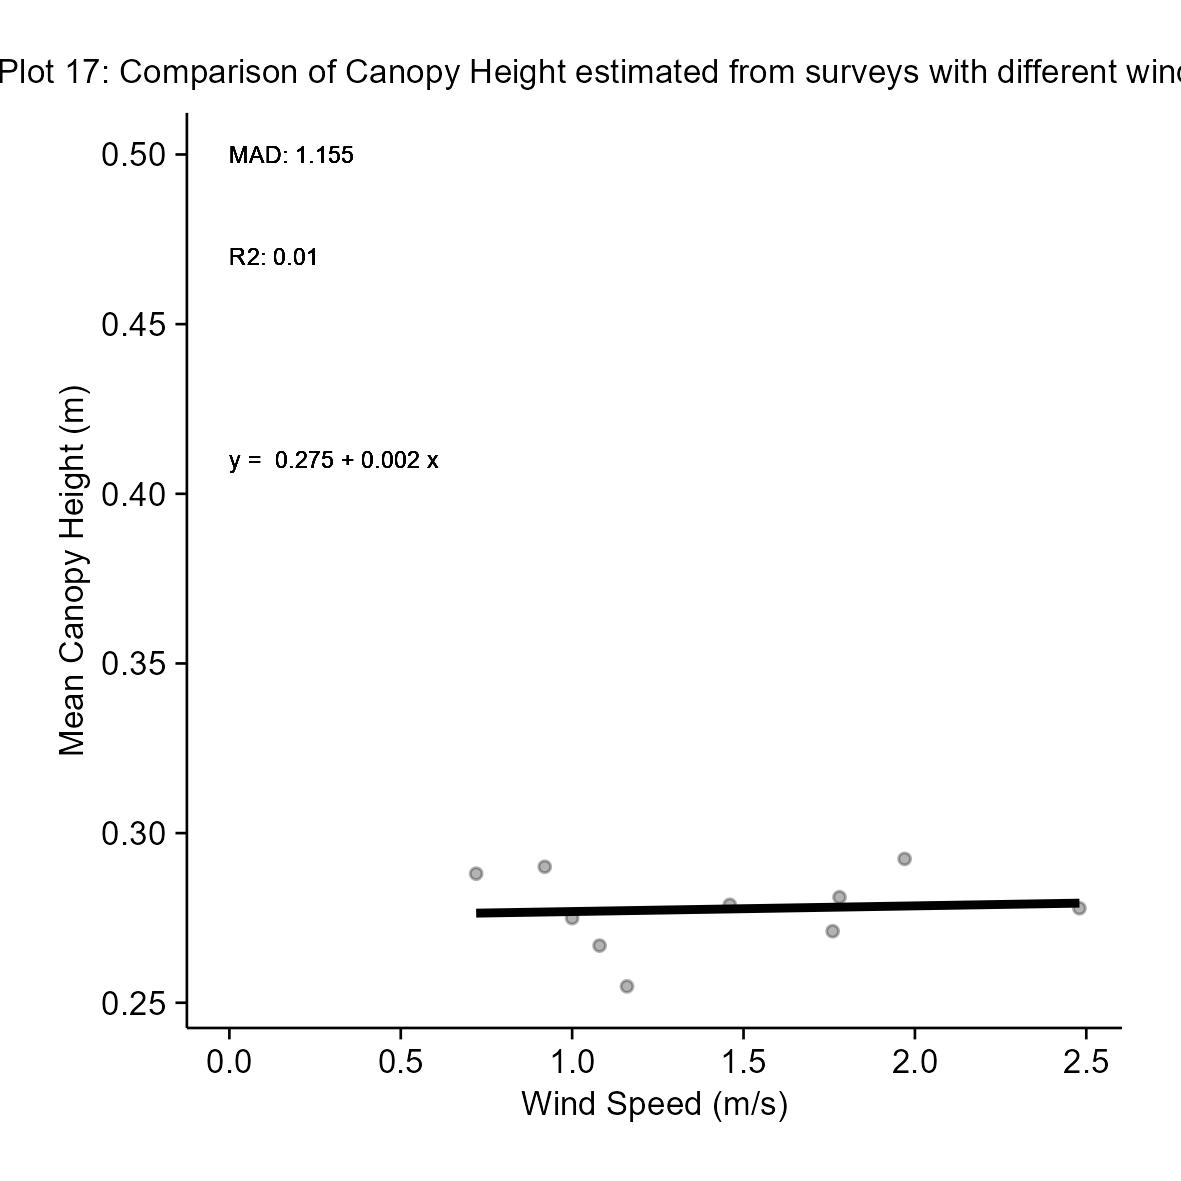 Plot 17: Comparison of Canopy Height estimated from surveys with different
0.50
MAD: 1.155
R2: 0.01
0.45
y =  0.275 + 0.002 x
0.40
Mean Canopy Height (m)
0.35
0.30
0.25
0.0 0.5 1.0 1.5 2.0 2.5
Wind Speed (m/s)